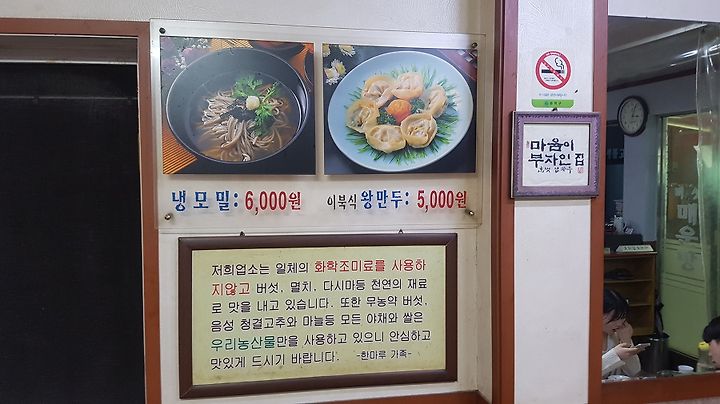 냉모밀: 6,000원
이북식 왕만두: 5,000원
저희업소는 일체의 화학조미료를 사용하
지않고 버섯, 멸치, 다시마등 천연의 재료
로 맛을 내고 있습니다. 또한 무농약 버섯,
음성 청결고추와 마늘등 모든 야채와 쌀은
우리농산물만을 사용하고 있으니 안심하고
맛있게 드시기 바랍니다. -한마루 가족-
마음이
부자인 집